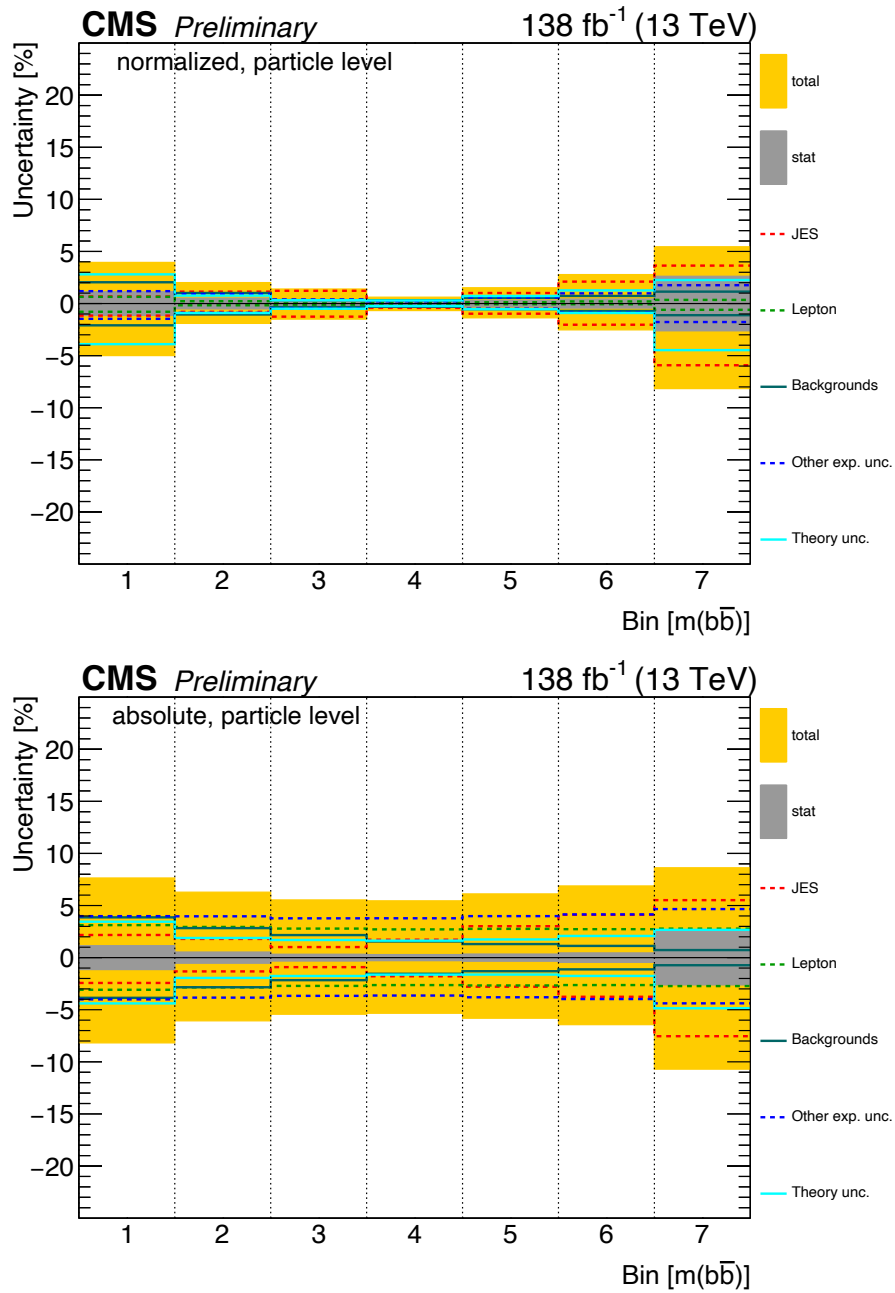 CMS Preliminary 138 fb⁻¹ (13 TeV)
normalized, particle level
Uncertainty [%]
20
15
10
5
0
−5
−10
−15
−20
1 2 3 4 5 6 7
Bin [m(bb̅)]
total
stat
JES
Lepton
Backgrounds
Other exp. unc.
Theory unc.
CMS Preliminary 138 fb⁻¹ (13 TeV)
absolute, particle level
Uncertainty [%]
20
15
10
5
0
−5
−10
−15
−20
1 2 3 4 5 6 7
Bin [m(bb̅)]
total
stat
JES
Lepton
Backgrounds
Other exp. unc.
Theory unc.